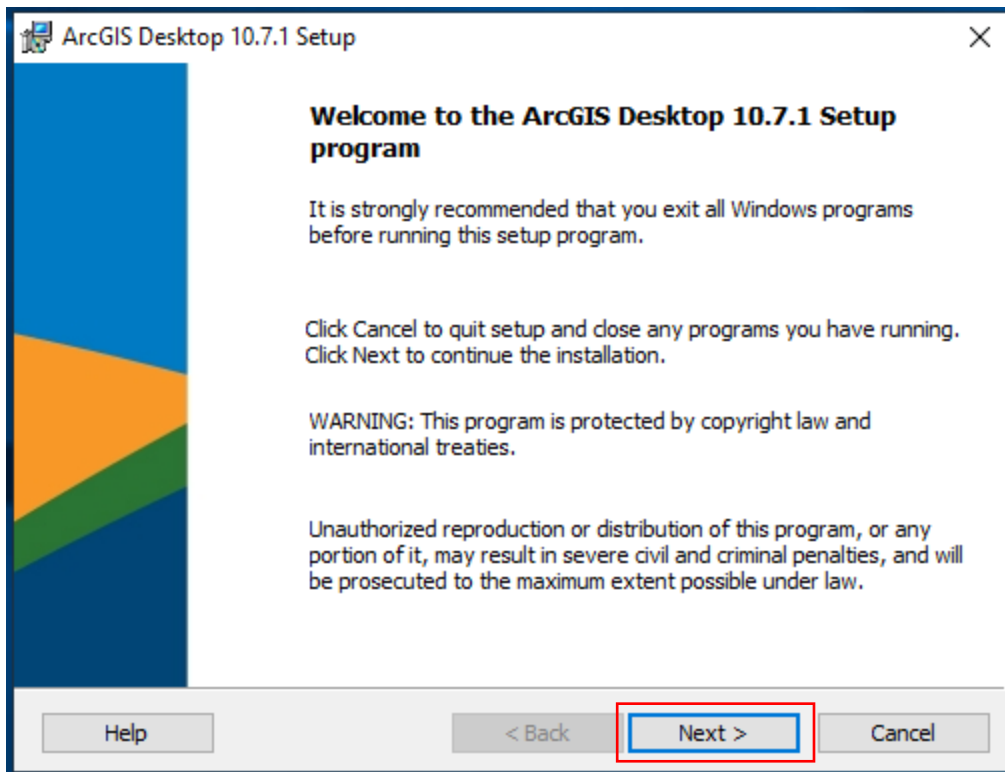 ArcGIS Desktop 10.7.1 Setup
Welcome to the ArcGIS Desktop 10.7.1 Setup
program
It is strongly recommended that you exit all Windows programs
before running this setup program.
Click Cancel to quit setup and close any programs you have running.
Click Next to continue the installation.
WARNING: This program is protected by copyright law and
international treaties.
Unauthorized reproduction or distribution of this program, or any
portion of it, may result in severe civil and criminal penalties, and will
be prosecuted to the maximum extent possible under law.
Help < Back Next > Cancel